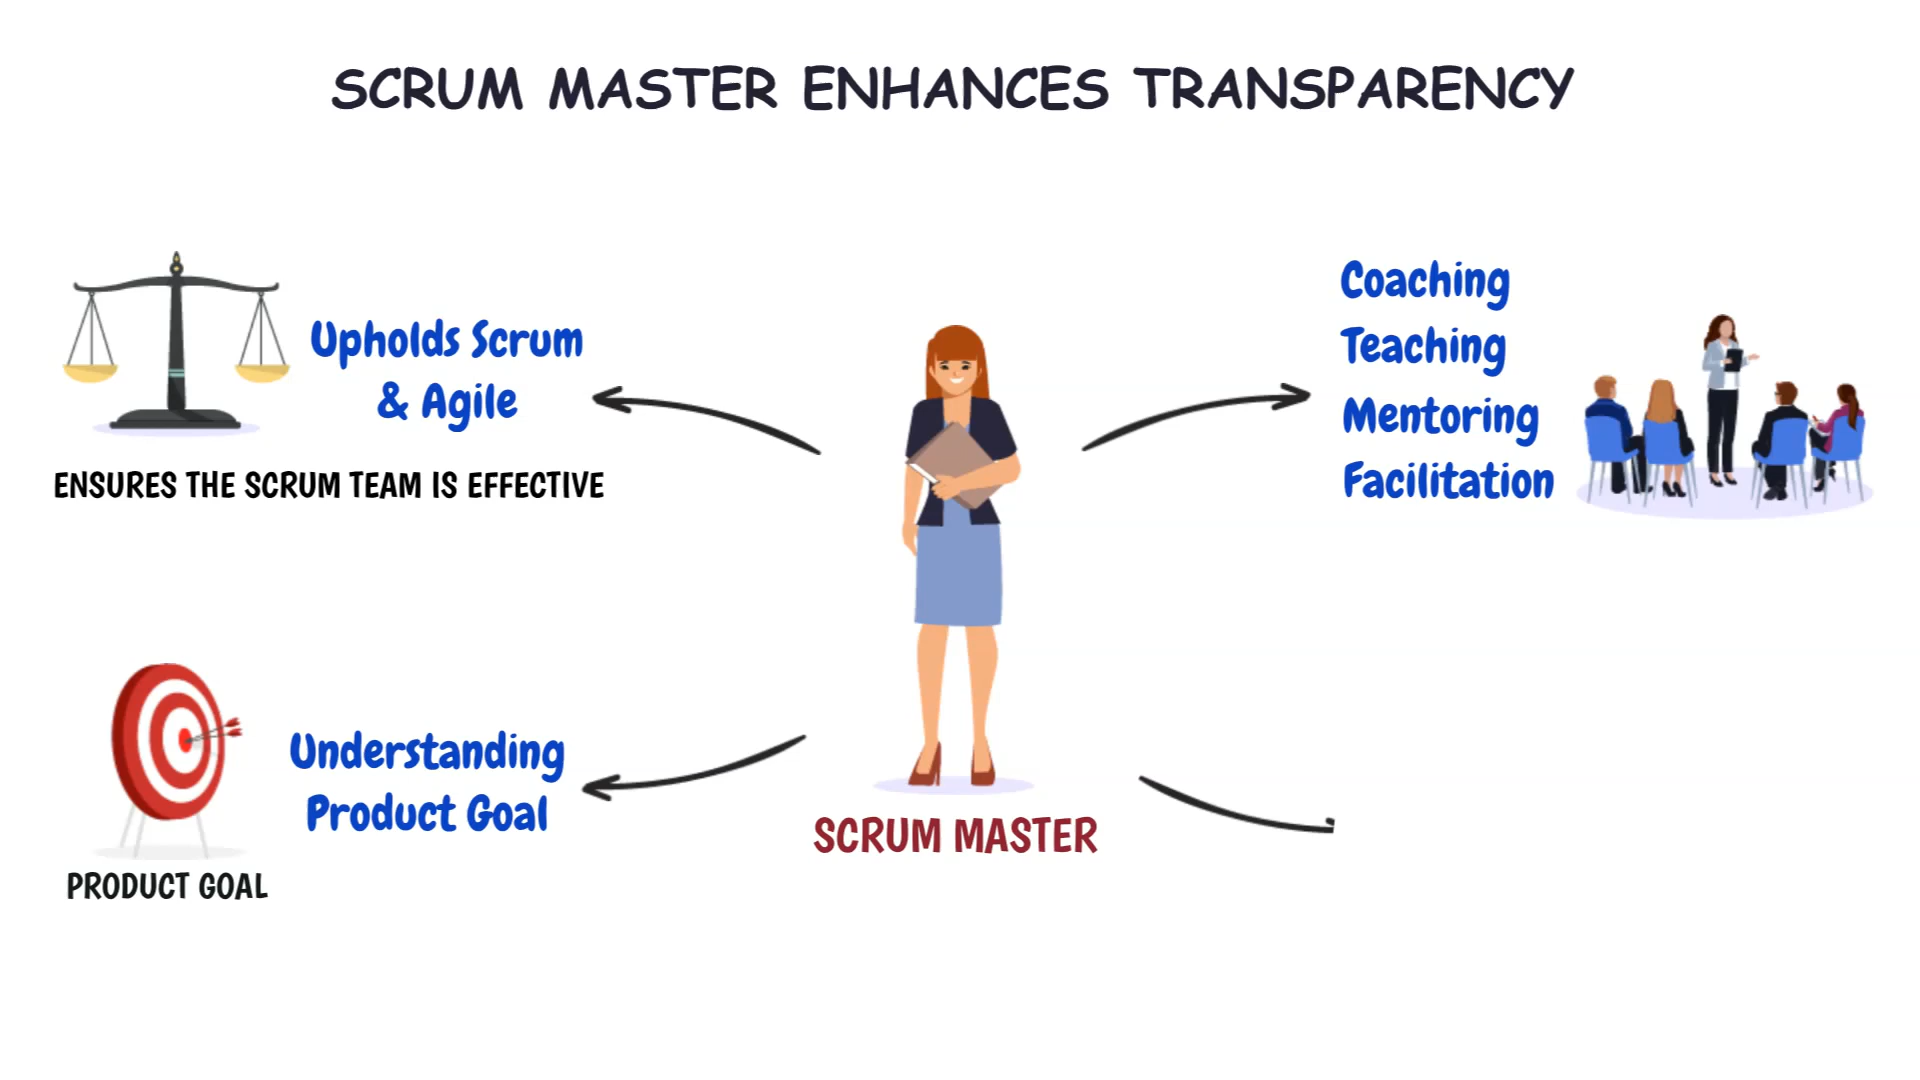 SCRUM MASTER ENHANCES TRANSPARENCY
Upholds Scrum
& Agile
ENSURES THE SCRUM TEAM IS EFFECTIVE
Coaching
Teaching
Mentoring
Facilitation
Understanding
Product Goal
PRODUCT GOAL
SCRUM MASTER